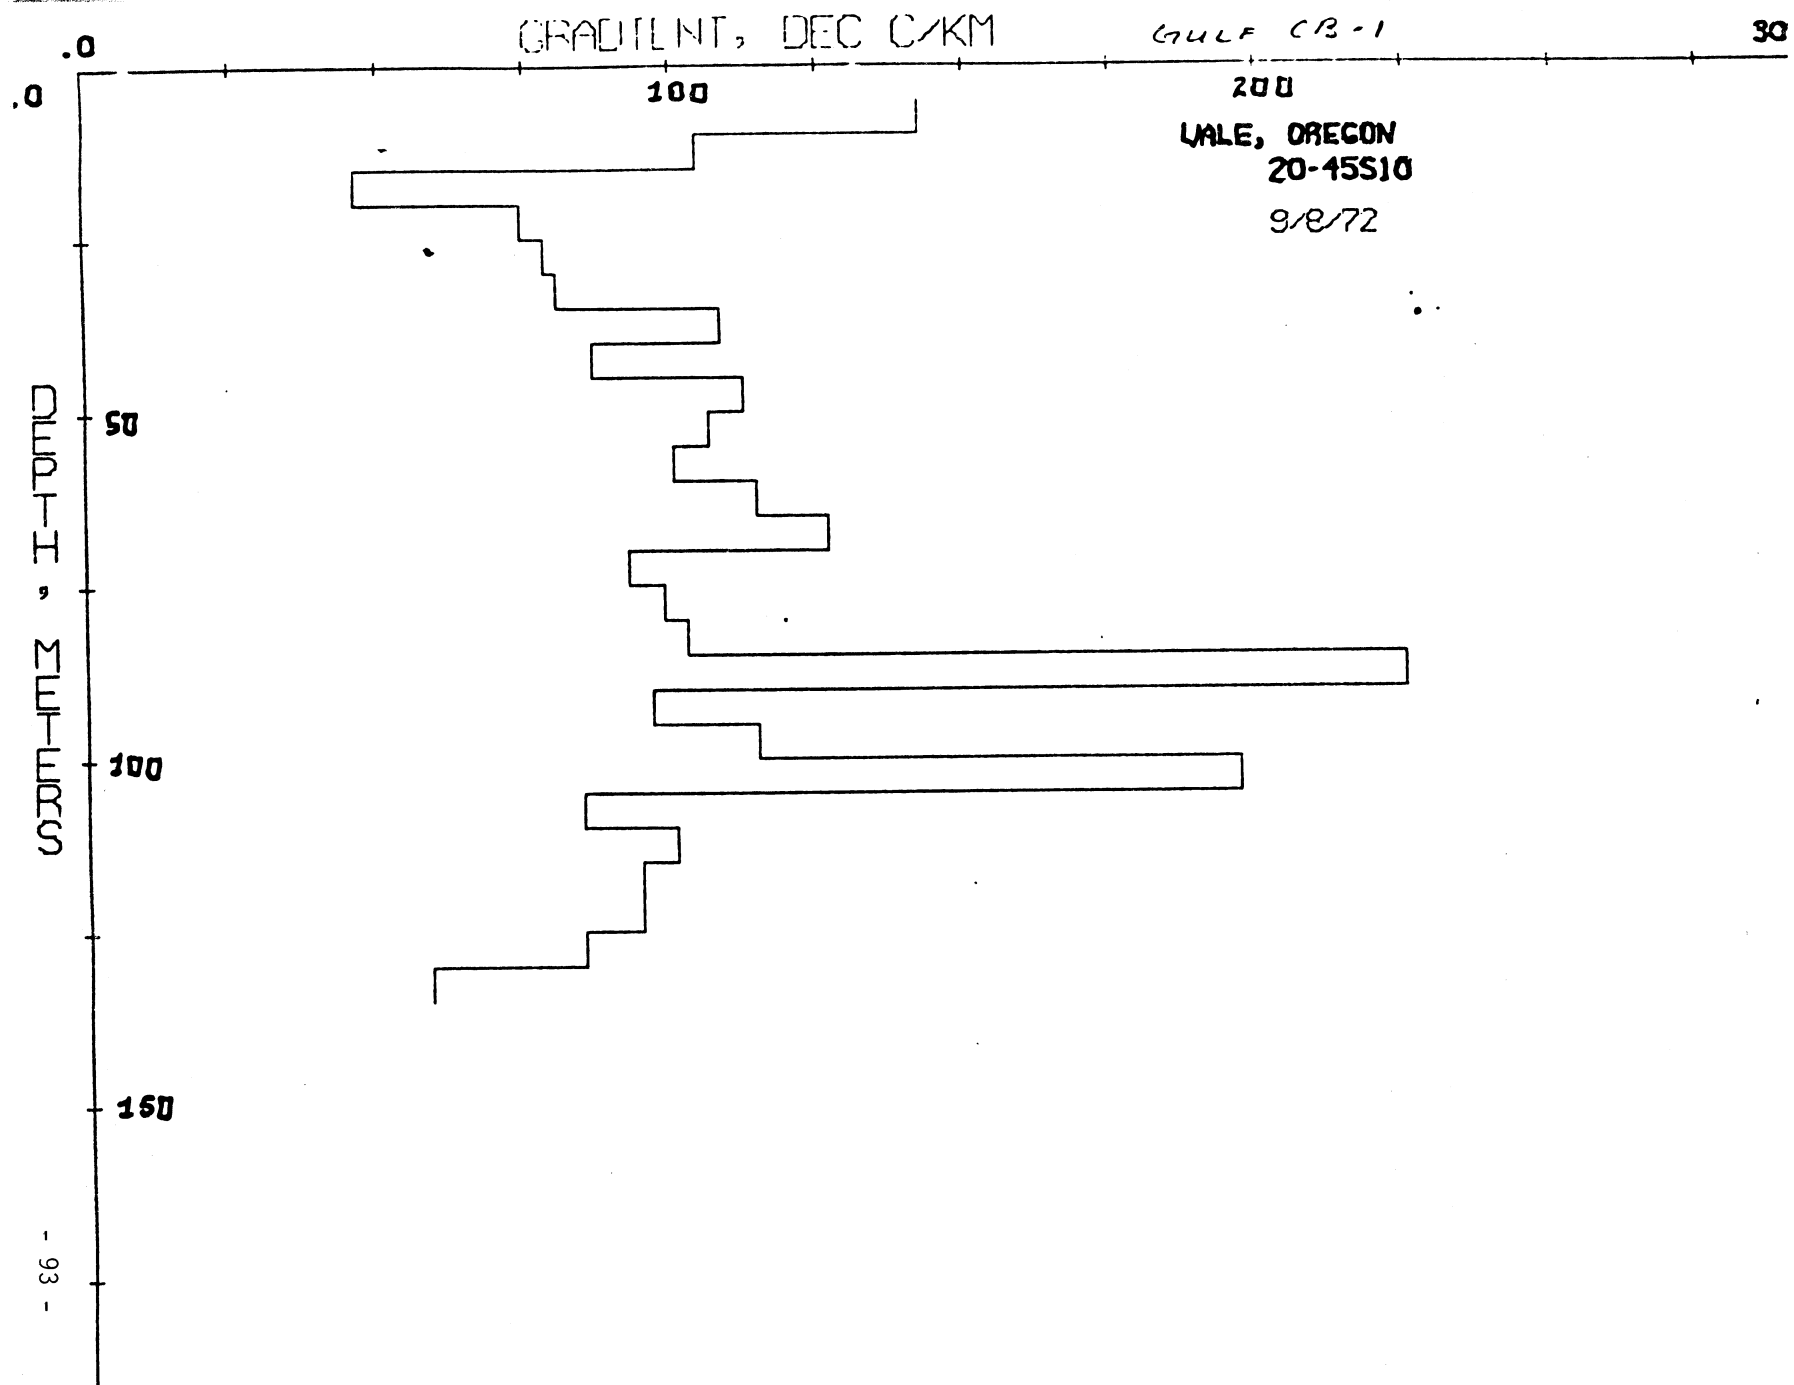 GRADIENT, DEG C/KM
GULF CB-1
.0
30
.0
100
200
VALE, OREGON
20-45S10
9/8/72
50
100
150
DEPTH, METERS
- 93 -